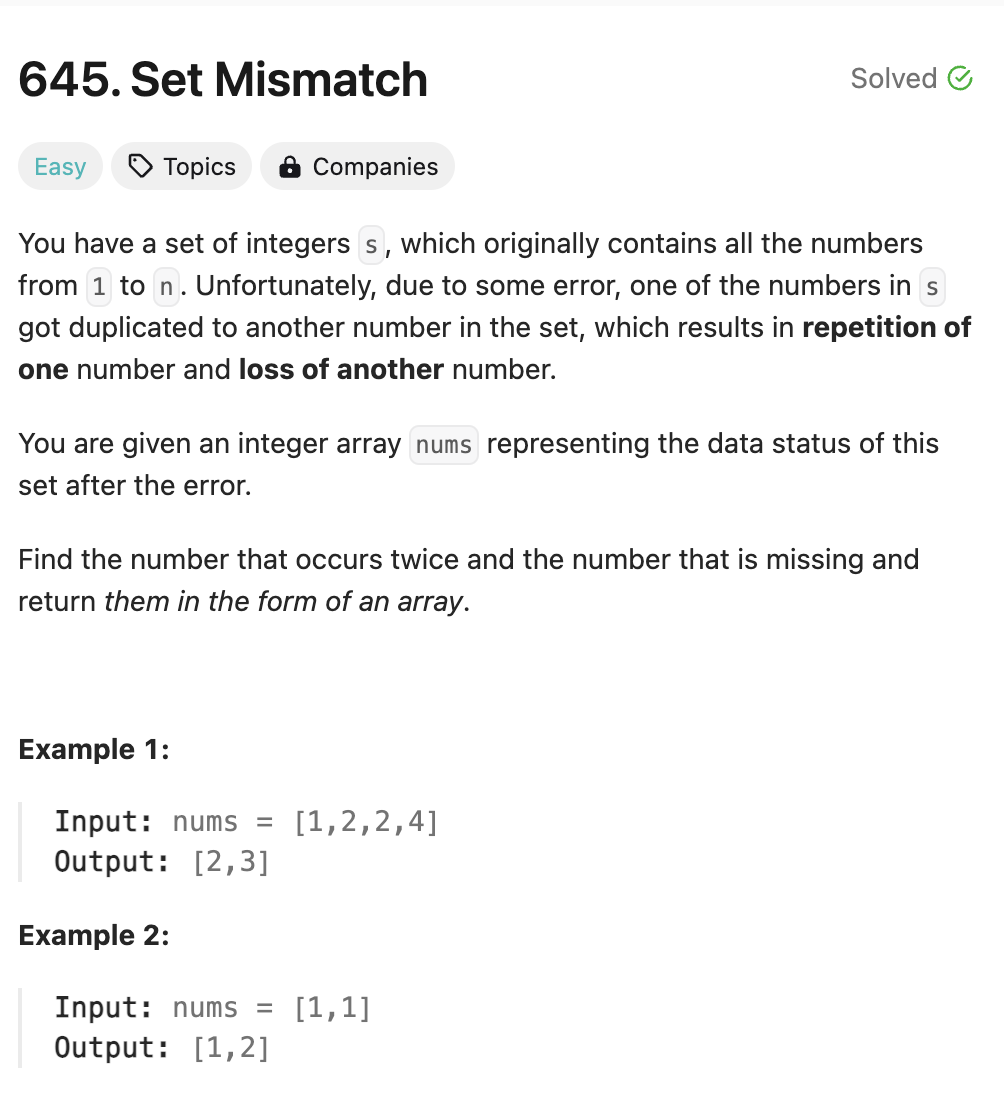 645. Set Mismatch
Solved
Easy
Topics
Companies
You have a set of integers s, which originally contains all the numbers
from 1 to n. Unfortunately, due to some error, one of the numbers in s
got duplicated to another number in the set, which results in repetition of
one number and loss of another number.
You are given an integer array nums representing the data status of this
set after the error.
Find the number that occurs twice and the number that is missing and
return them in the form of an array.
Example 1:
Input: nums = [1,2,2,4]
Output: [2,3]
Example 2:
Input: nums = [1,1]
Output: [1,2]